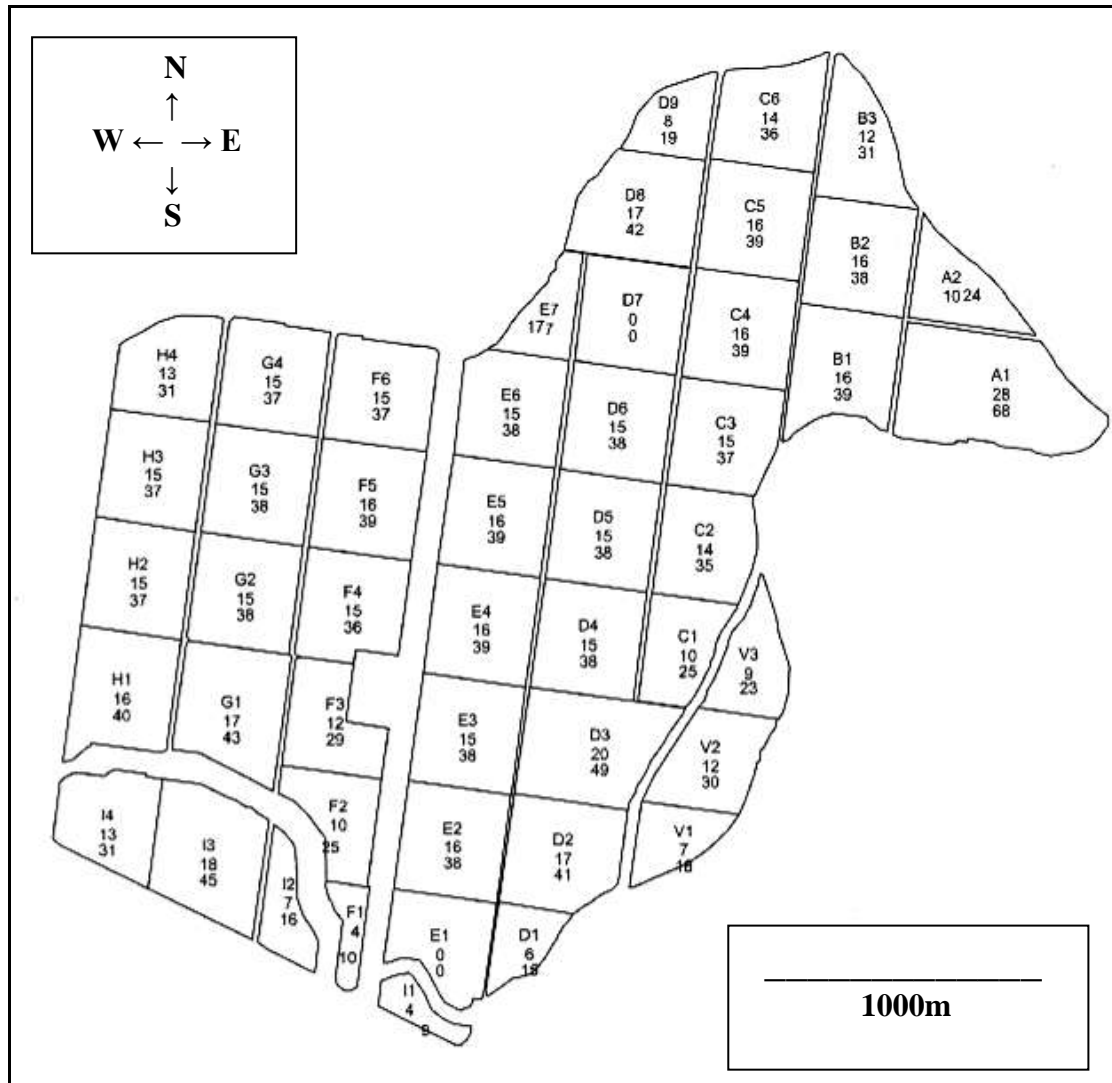 N
↑
W ← → E
↓
S
D9
8
19
C6
14
36
B3
12
31
D8
17
42
C5
16
39
B2
16
38
A2
10 24
E7
17 7
D7
0
0
C4
16
39
B1
16
39
A1
28
68
H4
13
31
G4
15
37
F6
15
37
E6
15
38
D6
15
38
C3
15
37
H3
15
37
G3
15
38
F5
16
39
E5
16
39
D5
15
38
C2
14
35
H2
15
37
G2
15
38
F4
15
36
E4
16
39
D4
15
38
C1
10
25
V3
9
23
H1
16
40
G1
17
43
F3
12
29
E3
15
38
D3
20
49
V2
12
30
I4
13
31
I3
18
45
F2
10
25
E2
16
38
D2
17
41
V1
7
18
I2
7
16
F1
4
10
E1
0
0
D1
6
I1
4
9
1000m